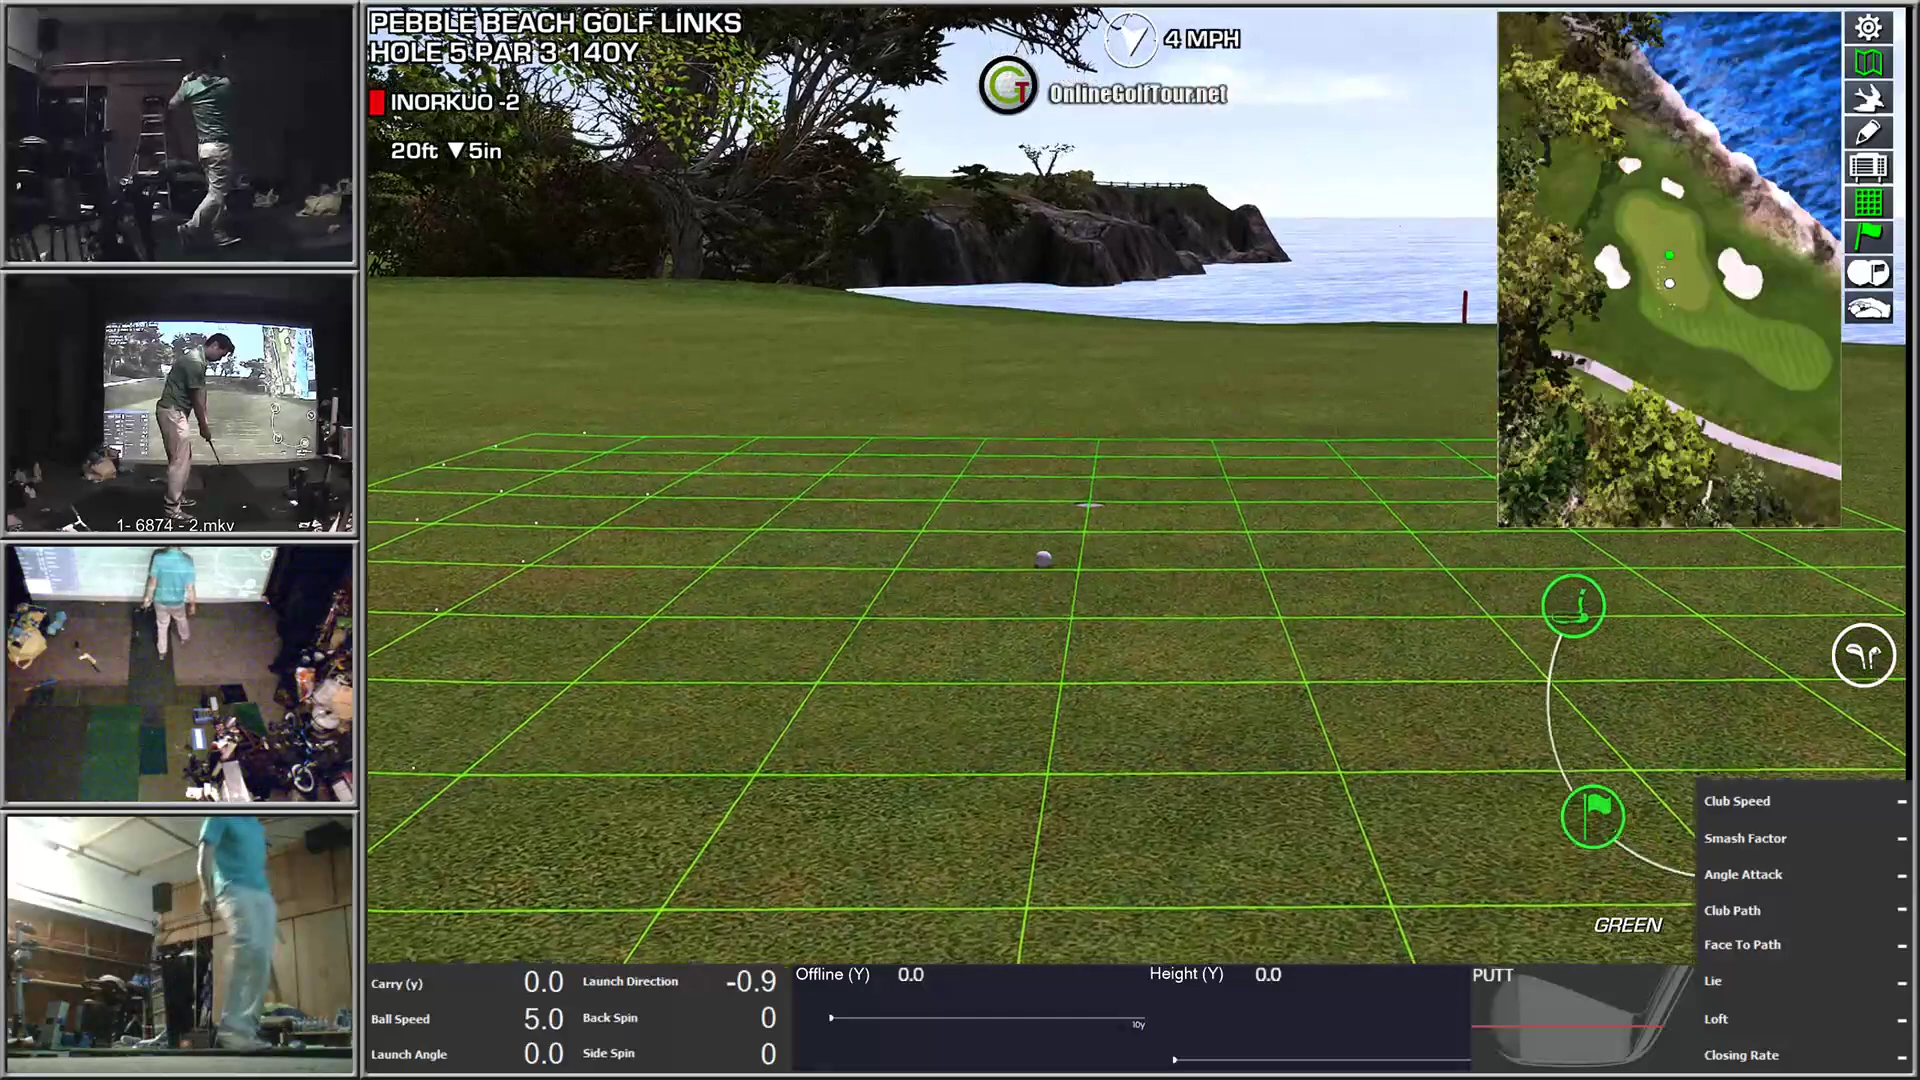 PEBBLE BEACH GOLF LINKS
HOLE 5 PAR 3 140Y
INORKUO -2
20ft ▼5in
4 MPH
GT
OnlineGolfTour.net
1- 6874 - 2.mkv
GREEN
Carry (y) 0.0
Launch Direction -0.9
Ball Speed 5.0
Back Spin 0
Launch Angle 0.0
Side Spin 0
Offline (Y) 0.0
10y
Height (Y) 0.0
PUTT
Club Speed -
Smash Factor -
Angle Attack -
Club Path -
Face To Path -
Lie -
Loft -
Closing Rate -